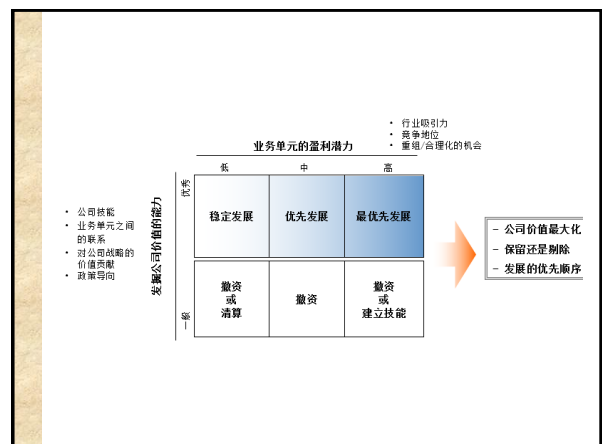 • 行业吸引力
• 竞争地位
• 重组/合理化的机会
业务单元的盈利潜力
低 中 高
• 公司技能
• 业务单元之间
的联系
• 对公司战略的
价值贡献
• 政策导向
发掘公司价值的能力
优秀
稳定发展 优先发展 最优先发展
一般
撤资
或
清算
撤资
撤资
或
建立技能
– 公司价值最大化
– 保留还是剔除
– 发展的优先顺序